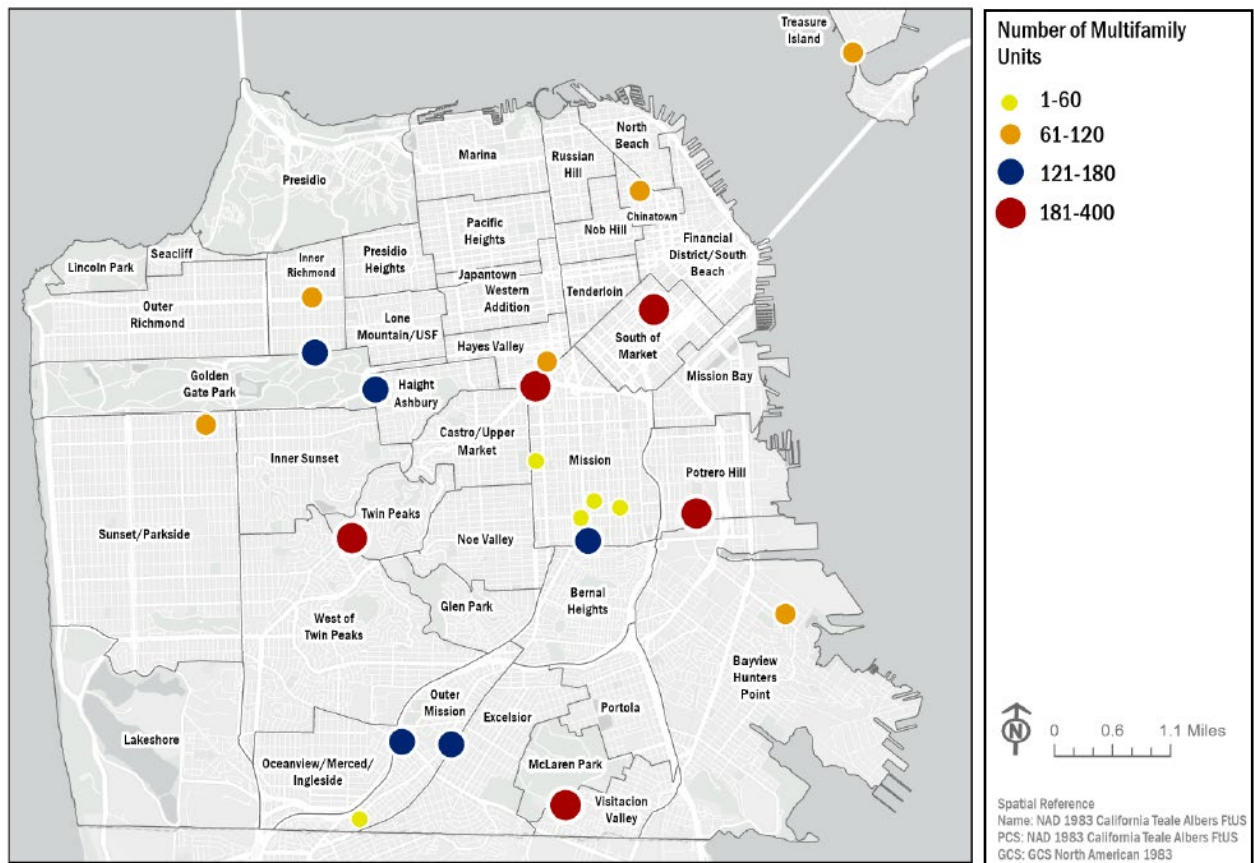 Treasure
Island
North
Beach
Marina
Russian
Hill
Presidio
Chinatown
Pacific
Heights
Nob Hill
Financial
District/South
Beach
Seacliff
Lincoln Park
Inner
Richmond
Presidio
Heights
Japantown
Western
Addition
Tenderloin
Outer
Richmond
Lone
Mountain/USF
South of
Market
Hayes Valley
Golden
Gate Park
Haight
Ashbury
Mission Bay
Castro/Upper
Market
Inner Sunset
Mission
Potrero Hill
Twin Peaks
Sunset/Parkside
Noe Valley
Bernal
Heights
Glen Park
West of
Twin Peaks
Bayview
Hunters
Point
Outer
Mission
Excelsior
Portola
Lakeshore
Oceanview/Merced/
Ingleside
McLaren Park
Visitacion
Valley
Number of Multifamily
Units
1-60
61-120
121-180
181-400
N
0 0.6 1.1 Miles
Spatial Reference
Name: NAD 1983 California Teale Albers FtUS
PCS: NAD 1983 California Teale Albers FtUS
GCS: GCS North American 1983